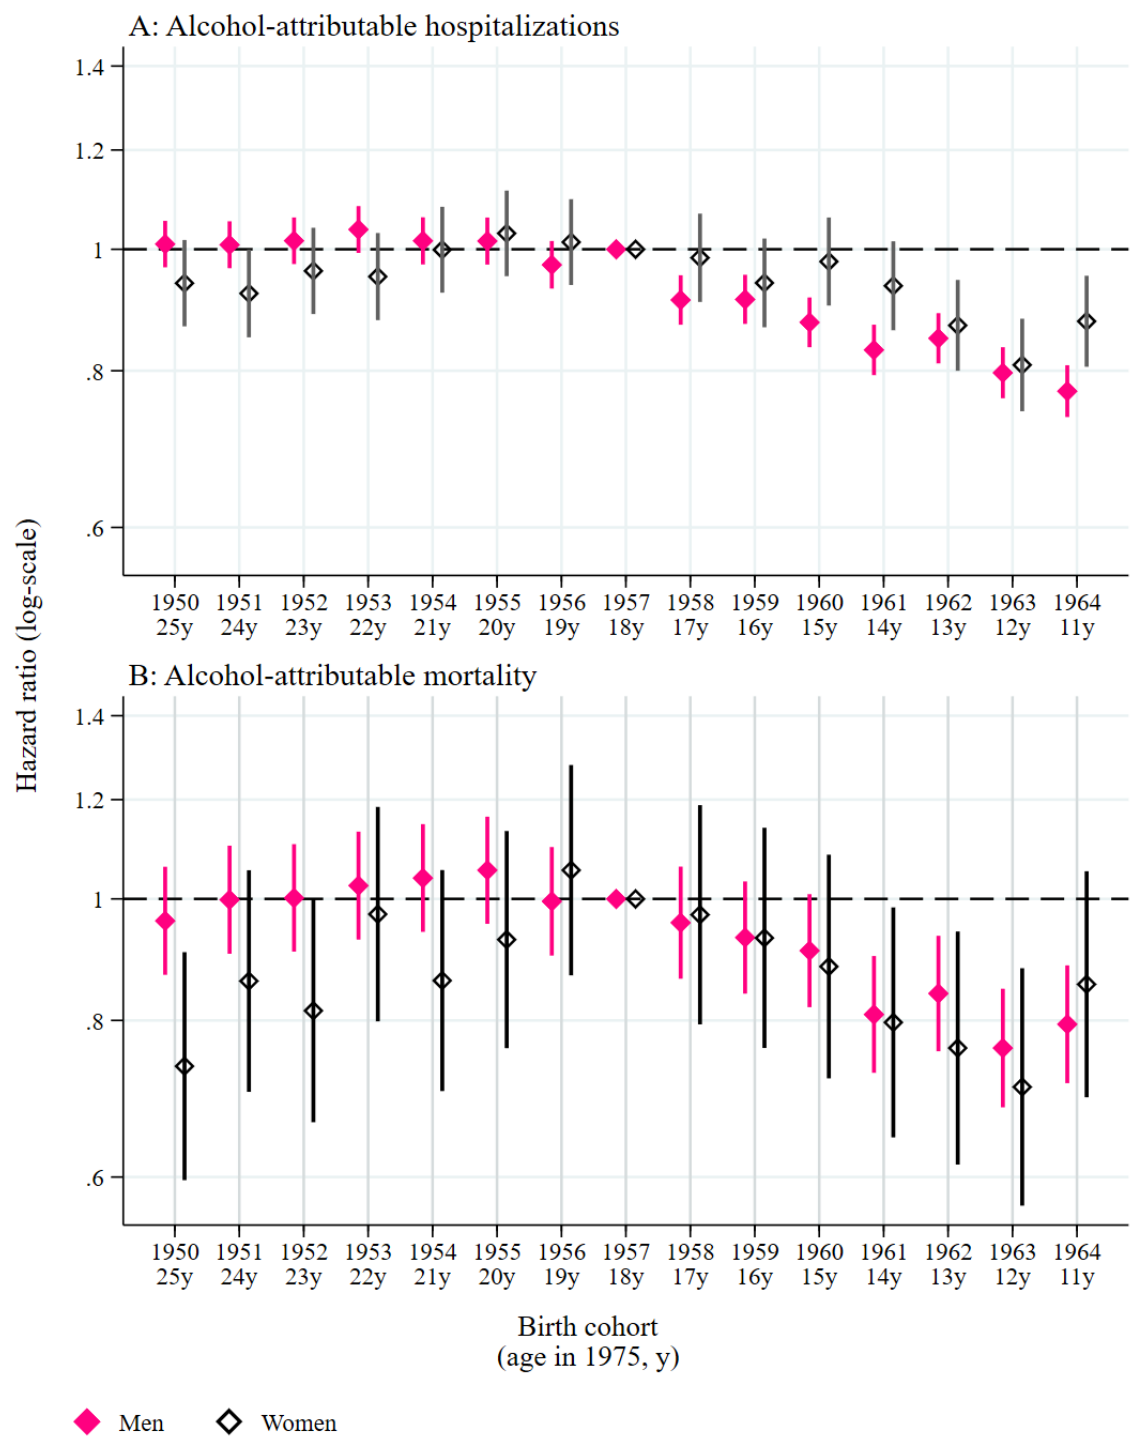 A: Alcohol-attributable hospitalizations
1.4
1.2
1
.8
.6
1950 1951 1952 1953 1954 1955 1956 1957 1958 1959 1960 1961 1962 1963 1964
25y 24y 23y 22y 21y 20y 19y 18y 17y 16y 15y 14y 13y 12y 11y
Hazard ratio (log-scale)
B: Alcohol-attributable mortality
1.4
1.2
1
.8
.6
1950 1951 1952 1953 1954 1955 1956 1957 1958 1959 1960 1961 1962 1963 1964
25y 24y 23y 22y 21y 20y 19y 18y 17y 16y 15y 14y 13y 12y 11y
Birth cohort
(age in 1975, y)
Men Women